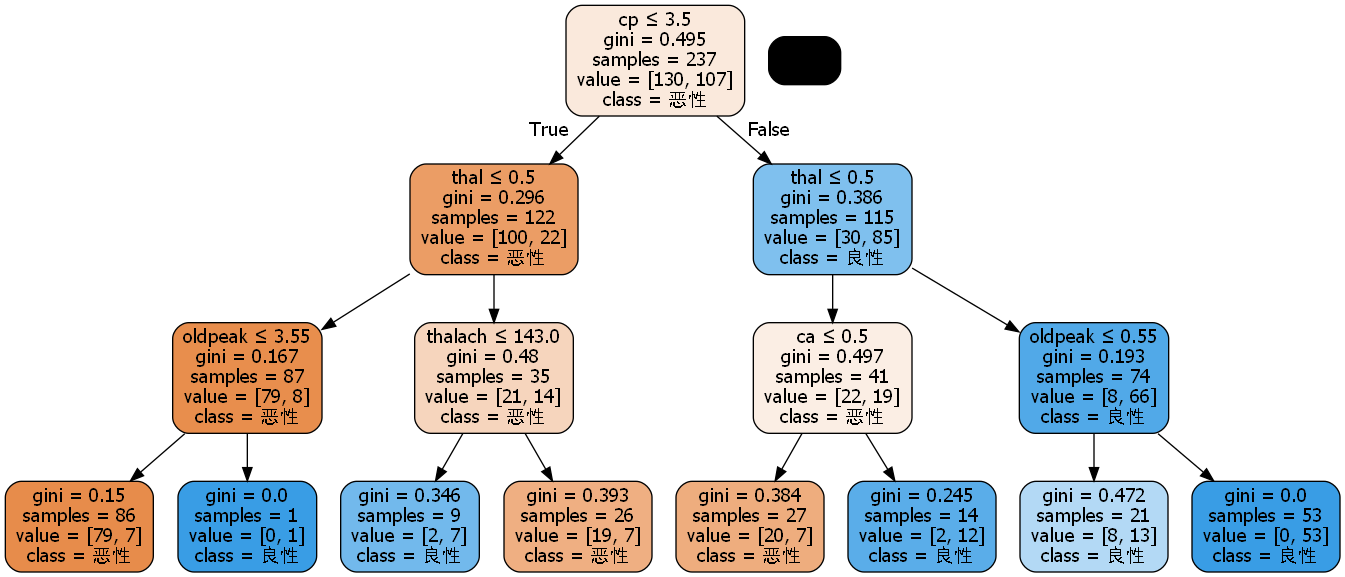 cp ≤ 3.5
gini = 0.495
samples = 237
value = [130, 107]
class = 恶性
True
False
thal ≤ 0.5
gini = 0.296
samples = 122
value = [100, 22]
class = 恶性
thal ≤ 0.5
gini = 0.386
samples = 115
value = [30, 85]
class = 良性
oldpeak ≤ 3.55
gini = 0.167
samples = 87
value = [79, 8]
class = 恶性
thalach ≤ 143.0
gini = 0.48
samples = 35
value = [21, 14]
class = 恶性
ca ≤ 0.5
gini = 0.497
samples = 41
value = [22, 19]
class = 恶性
oldpeak ≤ 0.55
gini = 0.193
samples = 74
value = [8, 66]
class = 良性
gini = 0.15
samples = 86
value = [79, 7]
class = 恶性
gini = 0.0
samples = 1
value = [0, 1]
class = 良性
gini = 0.346
samples = 9
value = [2, 7]
class = 良性
gini = 0.393
samples = 26
value = [19, 7]
class = 恶性
gini = 0.384
samples = 27
value = [20, 7]
class = 恶性
gini = 0.245
samples = 14
value = [2, 12]
class = 良性
gini = 0.472
samples = 21
value = [8, 13]
class = 良性
gini = 0.0
samples = 53
value = [0, 53]
class = 良性